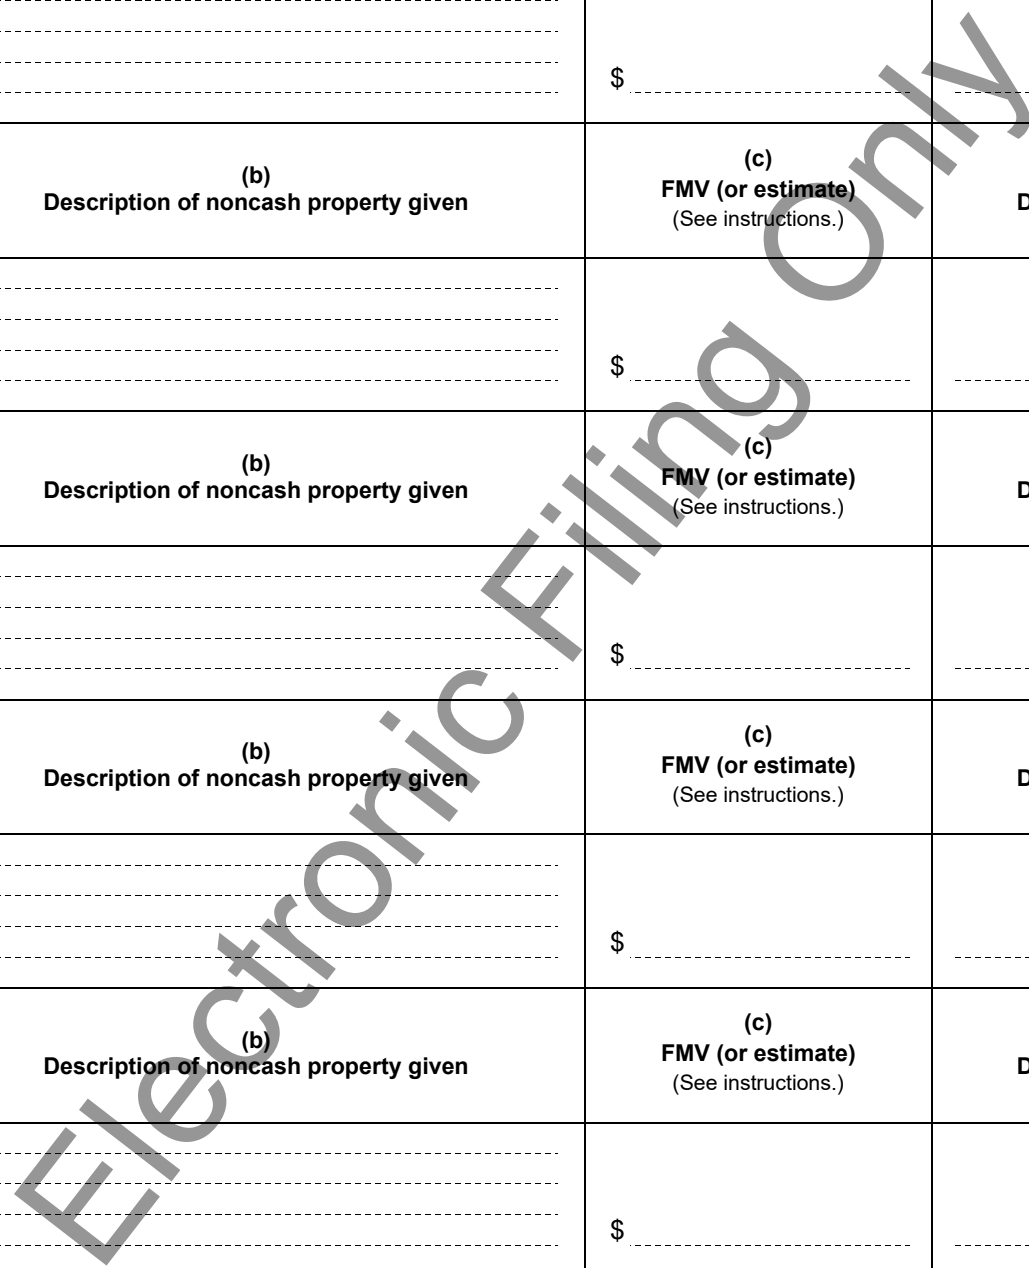 $
(b)
Description of noncash property given
(c)
FMV (or estimate)
(See instructions.)
D
$
(b)
Description of noncash property given
(c)
FMV (or estimate)
(See instructions.)
D
$
(b)
Description of noncash property given
(c)
FMV (or estimate)
(See instructions.)
D
$
(b)
Description of noncash property given
(c)
FMV (or estimate)
(See instructions.)
D
$
Electronic Filing Only